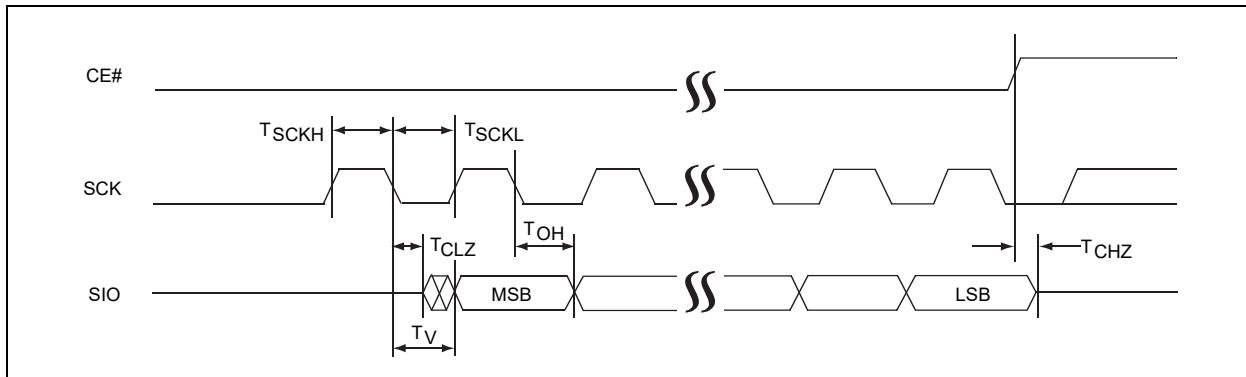 CE#
TSCKH
TSCKL
SCK
TOH
TCLZ
TCHZ
SIO
MSB
LSB
TV